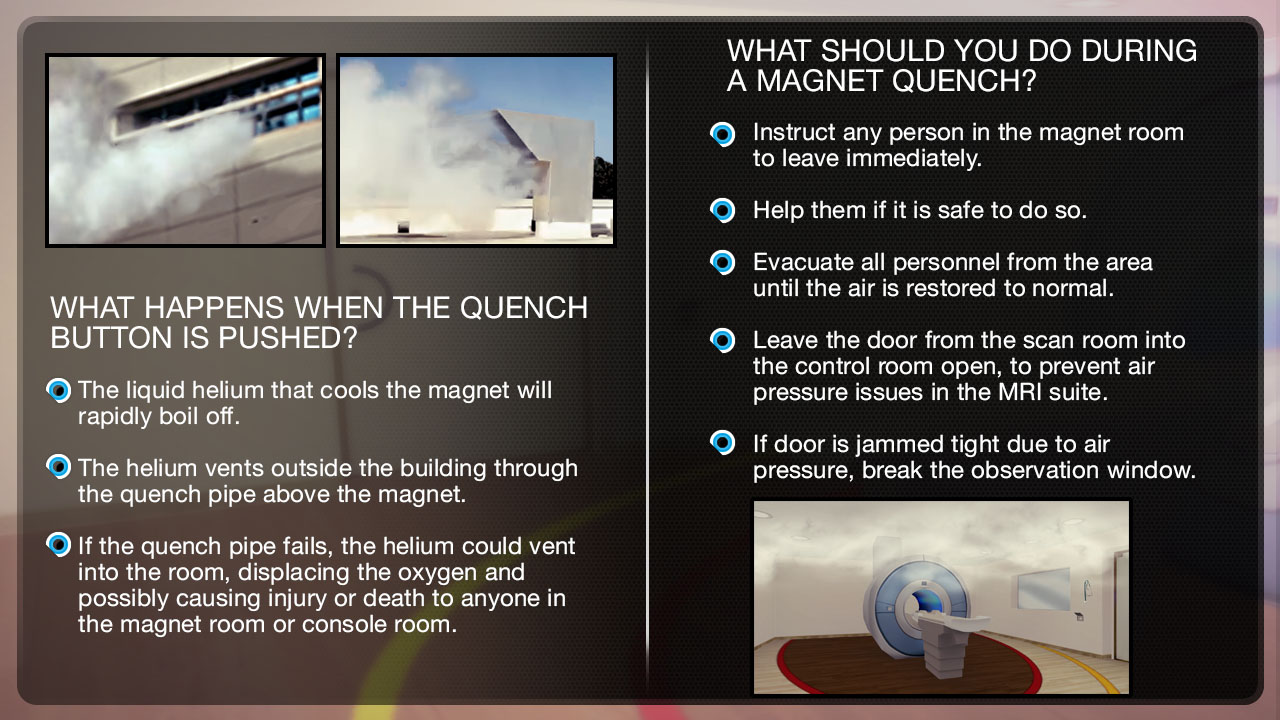 WHAT HAPPENS WHEN THE QUENCH
BUTTON IS PUSHED?
The liquid helium that cools the magnet will
rapidly boil off.
The helium vents outside the building through
the quench pipe above the magnet.
If the quench pipe fails, the helium could vent
into the room, displacing the oxygen and
possibly causing injury or death to anyone in
the magnet room or console room.
WHAT SHOULD YOU DO DURING
A MAGNET QUENCH?
Instruct any person in the magnet room
to leave immediately.
Help them if it is safe to do so.
Evacuate all personnel from the area
until the air is restored to normal.
Leave the door from the scan room into
the control room open, to prevent air
pressure issues in the MRI suite.
If door is jammed tight due to air
pressure, break the observation window.